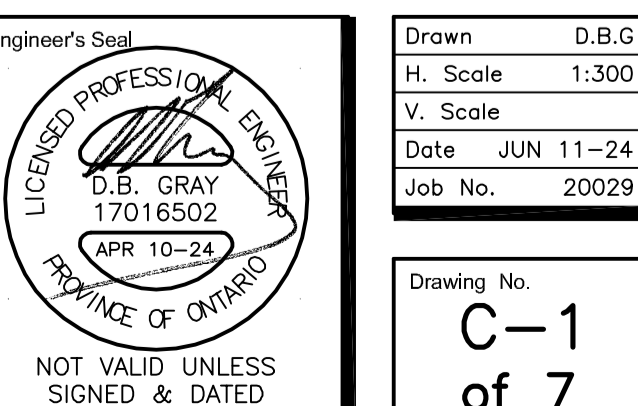 ngineer's Seal
LICENSED PROFESSIONAL ENGINEER
D.B. GRAY
17016502
APR 10-24
PROVINCE OF ONTARIO
NOT VALID UNLESS
SIGNED & DATED
Drawn D.B.G
H. Scale 1:300
V. Scale
Date JUN 11-24
Job No. 20029
Drawing No.
C-1
of 7